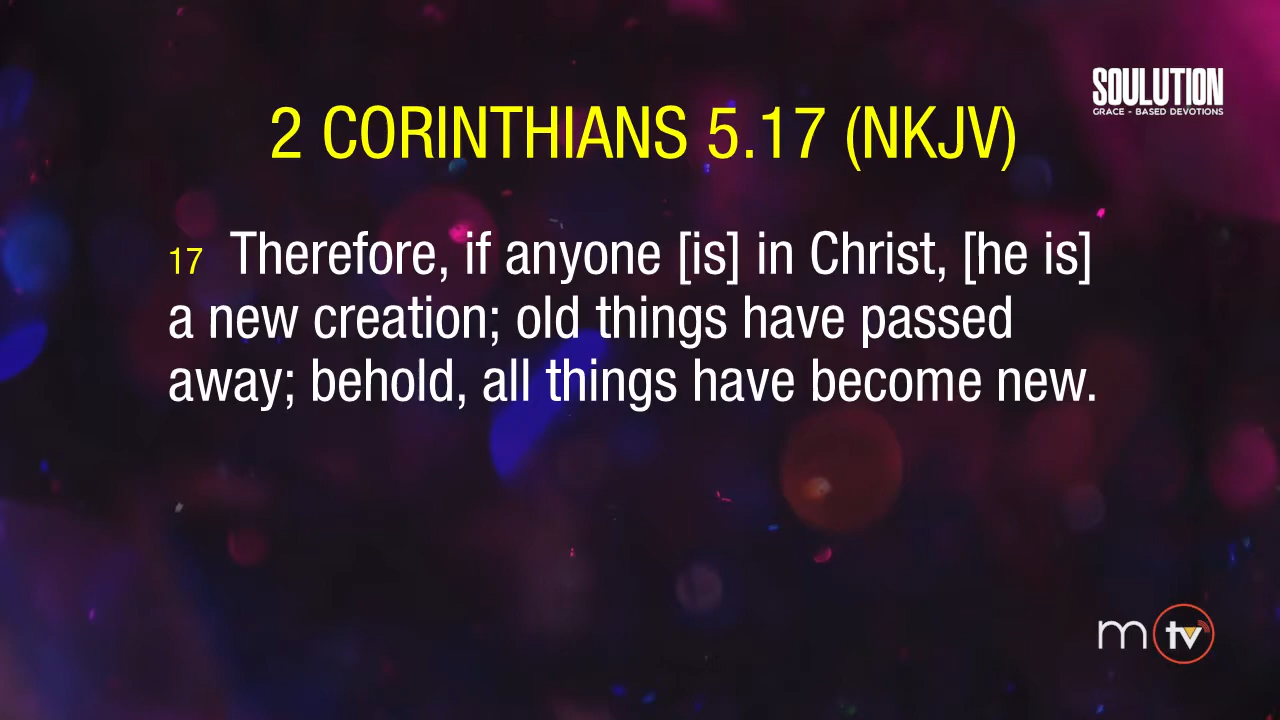 SOULUTION
GRACE - BASED DEVOTIONS
2 CORINTHIANS 5.17 (NKJV)
17 Therefore, if anyone [is] in Christ, [he is]
a new creation; old things have passed
away; behold, all things have become new.
m tv